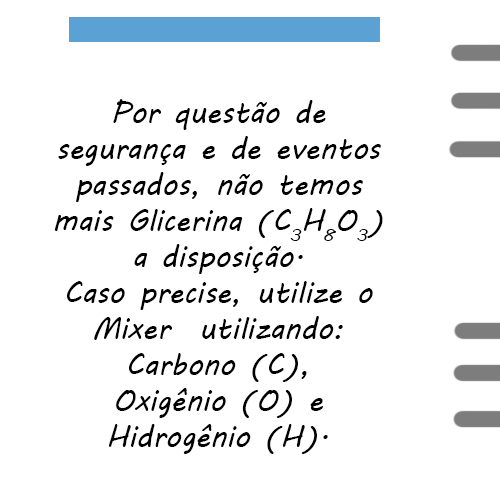 Por questão de
segurança e de eventos
passados, não temos
mais Glicerina (C₃H₈O₃)
a disposição.
Caso precise, utilize o
Mixer utilizando:
Carbono (C),
Oxigênio (O) e
Hidrogênio (H).